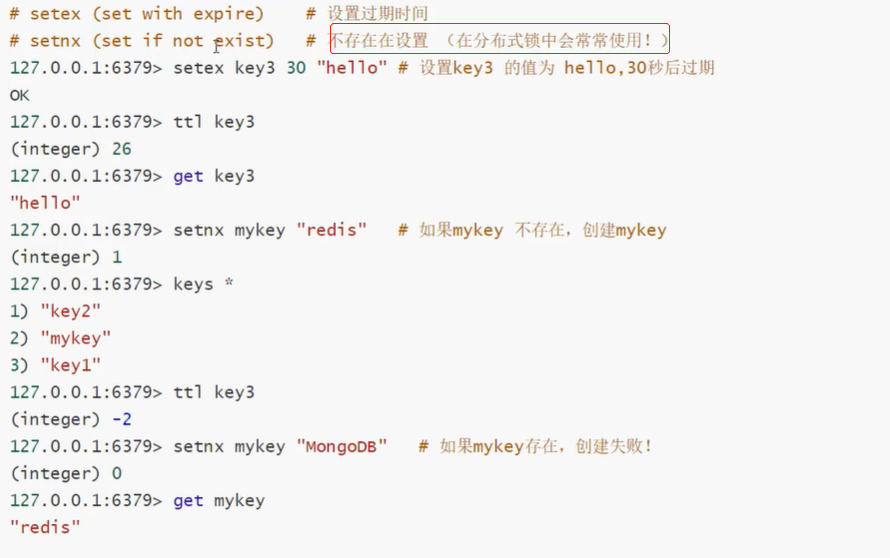 # setex (set with expire)    # 设置过期时间
# setnx (set if not exist)   # 不存在在设置 （在分布式锁中会常常使用！）
127.0.0.1:6379> setex key3 30 "hello" # 设置key3 的值为 hello,30秒后过期
OK
127.0.0.1:6379> ttl key3
(integer) 26
127.0.0.1:6379> get key3
"hello"
127.0.0.1:6379> setnx mykey "redis"   # 如果mykey 不存在，创建mykey
(integer) 1
127.0.0.1:6379> keys *
1) "key2"
2) "mykey"
3) "key1"
127.0.0.1:6379> ttl key3
(integer) -2
127.0.0.1:6379> setnx mykey "MongoDB"   # 如果mykey存在，创建失败！
(integer) 0
127.0.0.1:6379> get mykey
"redis"